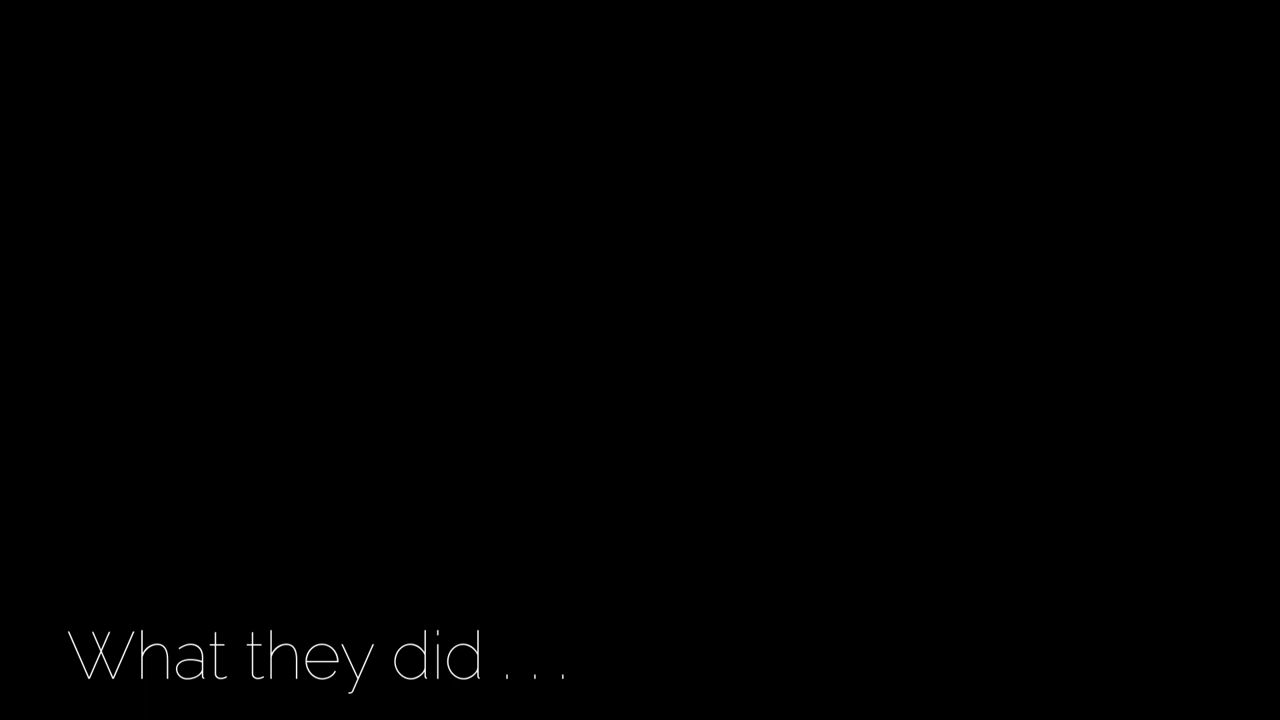 What they did . . .